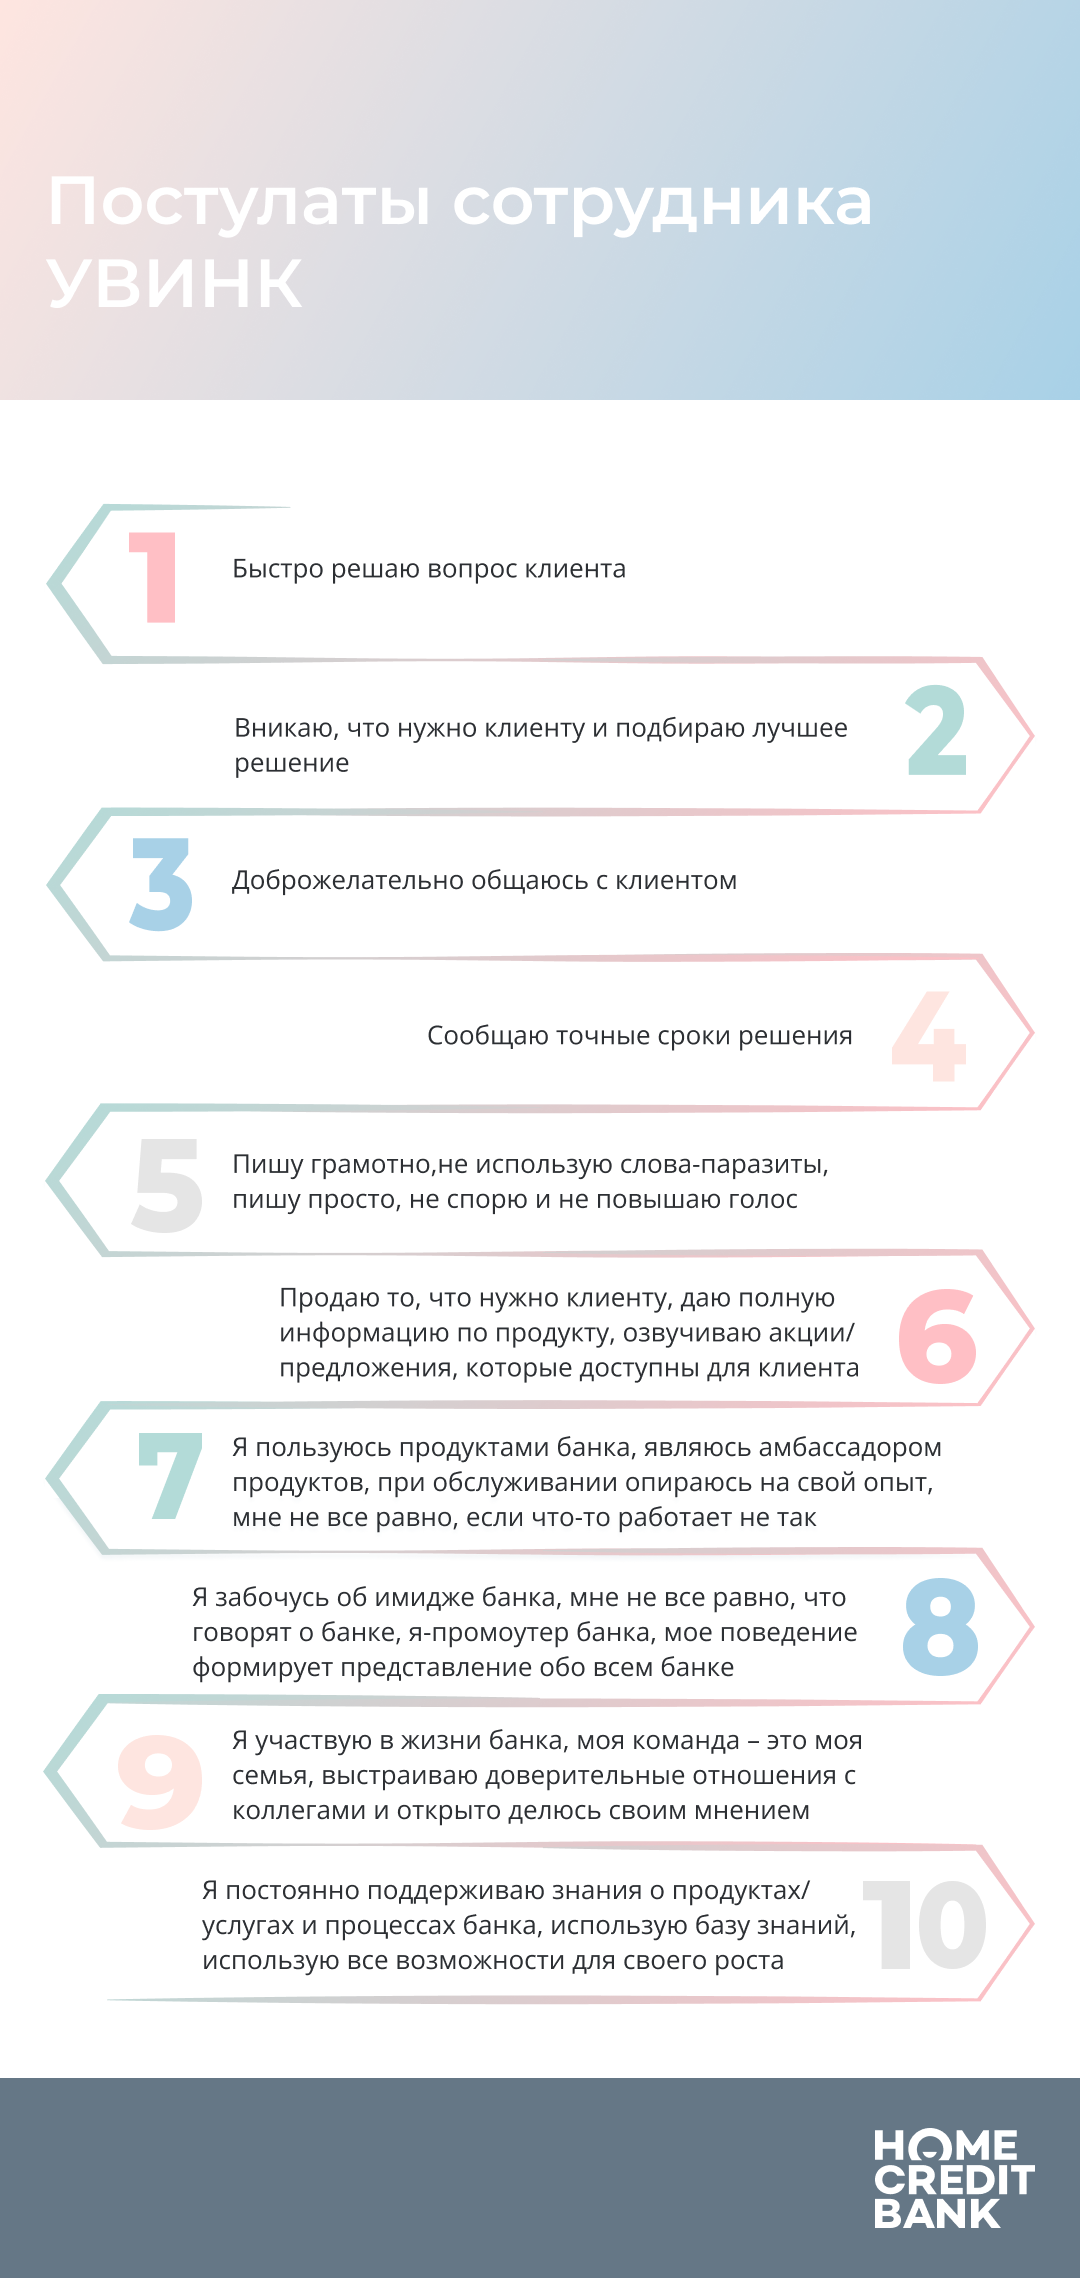 Постулаты сотрудника
УВИНК
1
Быстро решаю вопрос клиента
Вникаю, что нужно клиенту и подбираю лучшее
решение
2
3
Доброжелательно общаюсь с клиентом
Сообщаю точные сроки решения
4
5
Пишу грамотно,не использую слова-паразиты,
пишу просто, не спорю и не повышаю голос
Продаю то, что нужно клиенту, даю полную
информацию по продукту, озвучиваю акции/
предложения, которые доступны для клиента
6
7
Я пользуюсь продуктами банка, являюсь амбассадором
продуктов, при обслуживании опираюсь на свой опыт,
мне не все равно, если что-то работает не так
Я забочусь об имидже банка, мне не все равно, что
говорят о банке, я-промоутер банка, мое поведение
формирует представление обо всем банке
8
9
Я участвую в жизни банка, моя команда – это моя
семья, выстраиваю доверительные отношения с
коллегами и открыто делюсь своим мнением
Я постоянно поддерживаю знания о продуктах/
услугах и процессах банка, использую базу знаний,
использую все возможности для своего роста
10
HOME
CREDIT
BANK